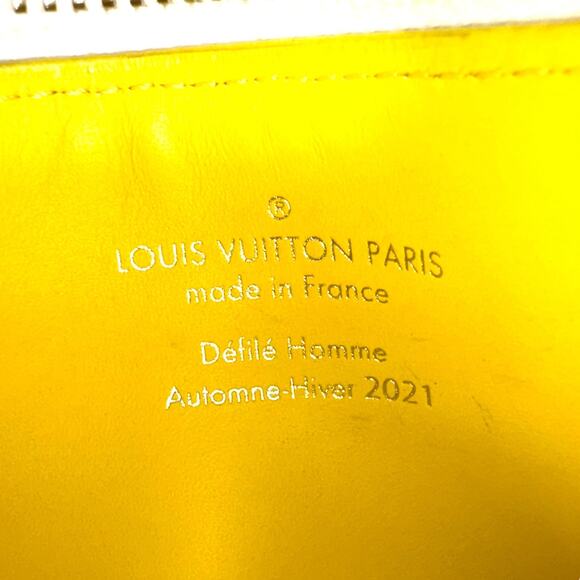 ®
LOUIS VUITTON PARIS
made in France
Défilé Homme
Automne-Hiver 2021